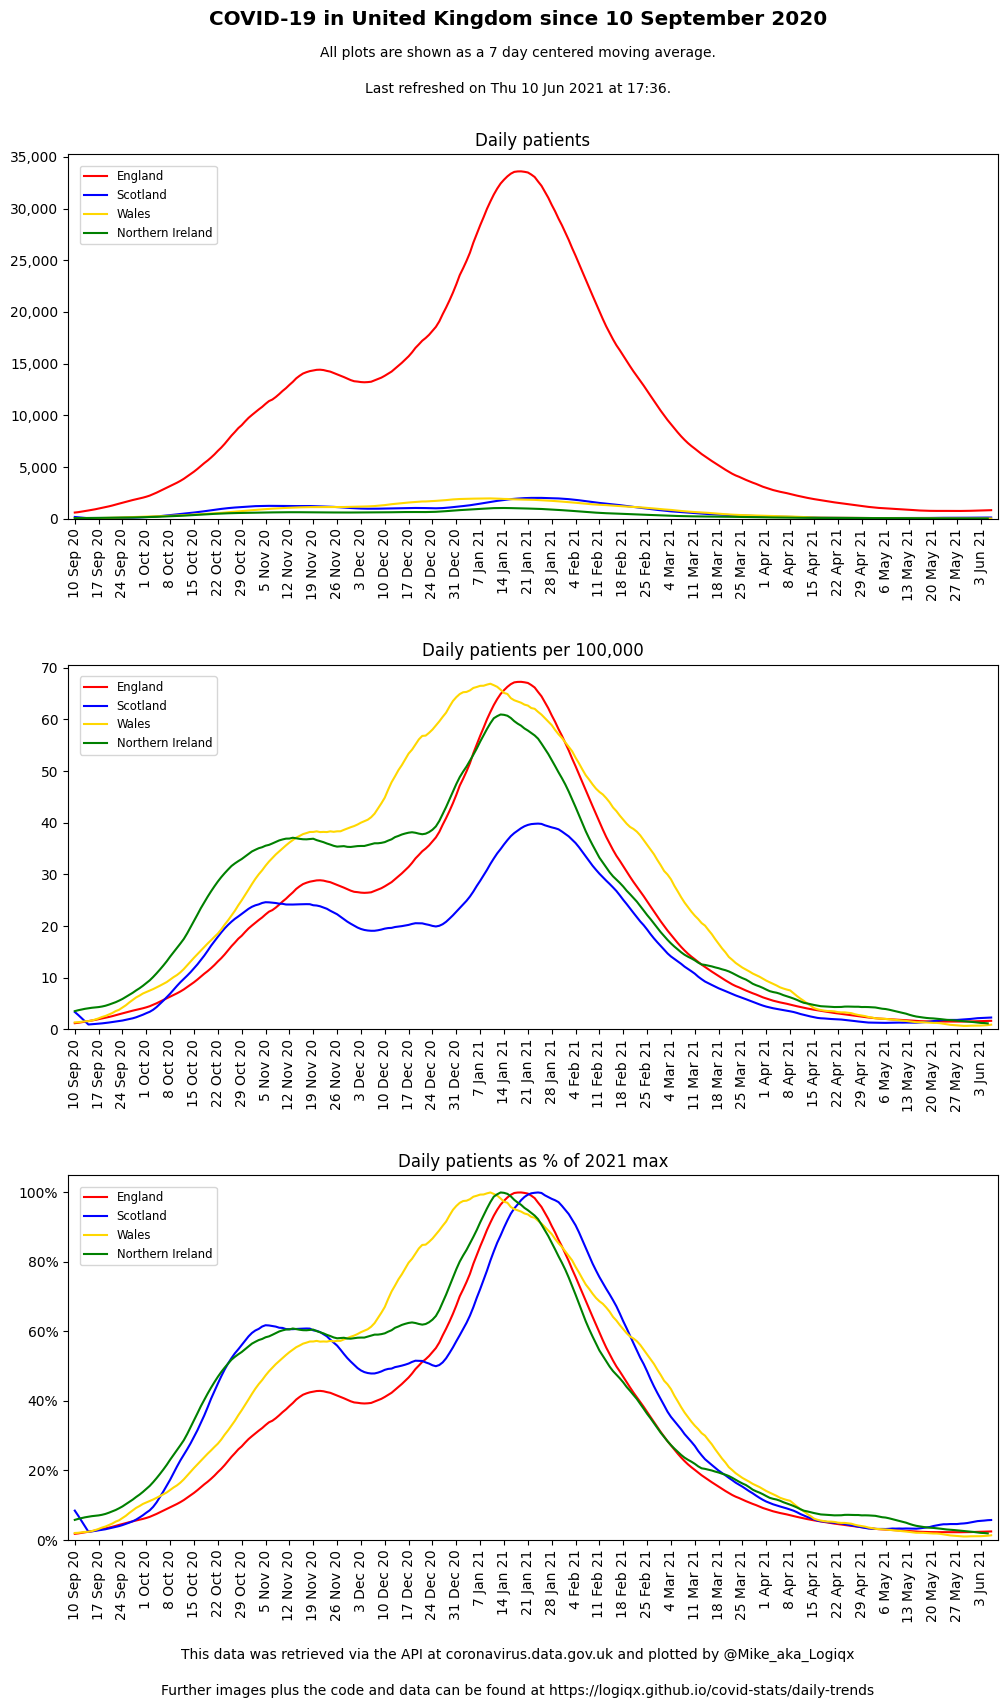 COVID-19 in United Kingdom since 10 September 2020
All plots are shown as a 7 day centered moving average.
Last refreshed on Thu 10 Jun 2021 at 17:36.
Daily patients
35,000
30,000
25,000
20,000
15,000
10,000
5,000
0
England
Scotland
Wales
Northern Ireland
10 Sep 20
17 Sep 20
24 Sep 20
1 Oct 20
8 Oct 20
15 Oct 20
22 Oct 20
29 Oct 20
5 Nov 20
12 Nov 20
19 Nov 20
26 Nov 20
3 Dec 20
10 Dec 20
17 Dec 20
24 Dec 20
31 Dec 20
7 Jan 21
14 Jan 21
21 Jan 21
28 Jan 21
4 Feb 21
11 Feb 21
18 Feb 21
25 Feb 21
4 Mar 21
11 Mar 21
18 Mar 21
25 Mar 21
1 Apr 21
8 Apr 21
15 Apr 21
22 Apr 21
29 Apr 21
6 May 21
13 May 21
20 May 21
27 May 21
3 Jun 21
Daily patients per 100,000
70
60
50
40
30
20
10
0
England
Scotland
Wales
Northern Ireland
10 Sep 20
17 Sep 20
24 Sep 20
1 Oct 20
8 Oct 20
15 Oct 20
22 Oct 20
29 Oct 20
5 Nov 20
12 Nov 20
19 Nov 20
26 Nov 20
3 Dec 20
10 Dec 20
17 Dec 20
24 Dec 20
31 Dec 20
7 Jan 21
14 Jan 21
21 Jan 21
28 Jan 21
4 Feb 21
11 Feb 21
18 Feb 21
25 Feb 21
4 Mar 21
11 Mar 21
18 Mar 21
25 Mar 21
1 Apr 21
8 Apr 21
15 Apr 21
22 Apr 21
29 Apr 21
6 May 21
13 May 21
20 May 21
27 May 21
3 Jun 21
Daily patients as % of 2021 max
100%
80%
60%
40%
20%
0%
England
Scotland
Wales
Northern Ireland
10 Sep 20
17 Sep 20
24 Sep 20
1 Oct 20
8 Oct 20
15 Oct 20
22 Oct 20
29 Oct 20
5 Nov 20
12 Nov 20
19 Nov 20
26 Nov 20
3 Dec 20
10 Dec 20
17 Dec 20
24 Dec 20
31 Dec 20
7 Jan 21
14 Jan 21
21 Jan 21
28 Jan 21
4 Feb 21
11 Feb 21
18 Feb 21
25 Feb 21
4 Mar 21
11 Mar 21
18 Mar 21
25 Mar 21
1 Apr 21
8 Apr 21
15 Apr 21
22 Apr 21
29 Apr 21
6 May 21
13 May 21
20 May 21
27 May 21
3 Jun 21
This data was retrieved via the API at coronavirus.data.gov.uk and plotted by @Mike_aka_Logiqx
Further images plus the code and data can be found at https://logiqx.github.io/covid-stats/daily-trends